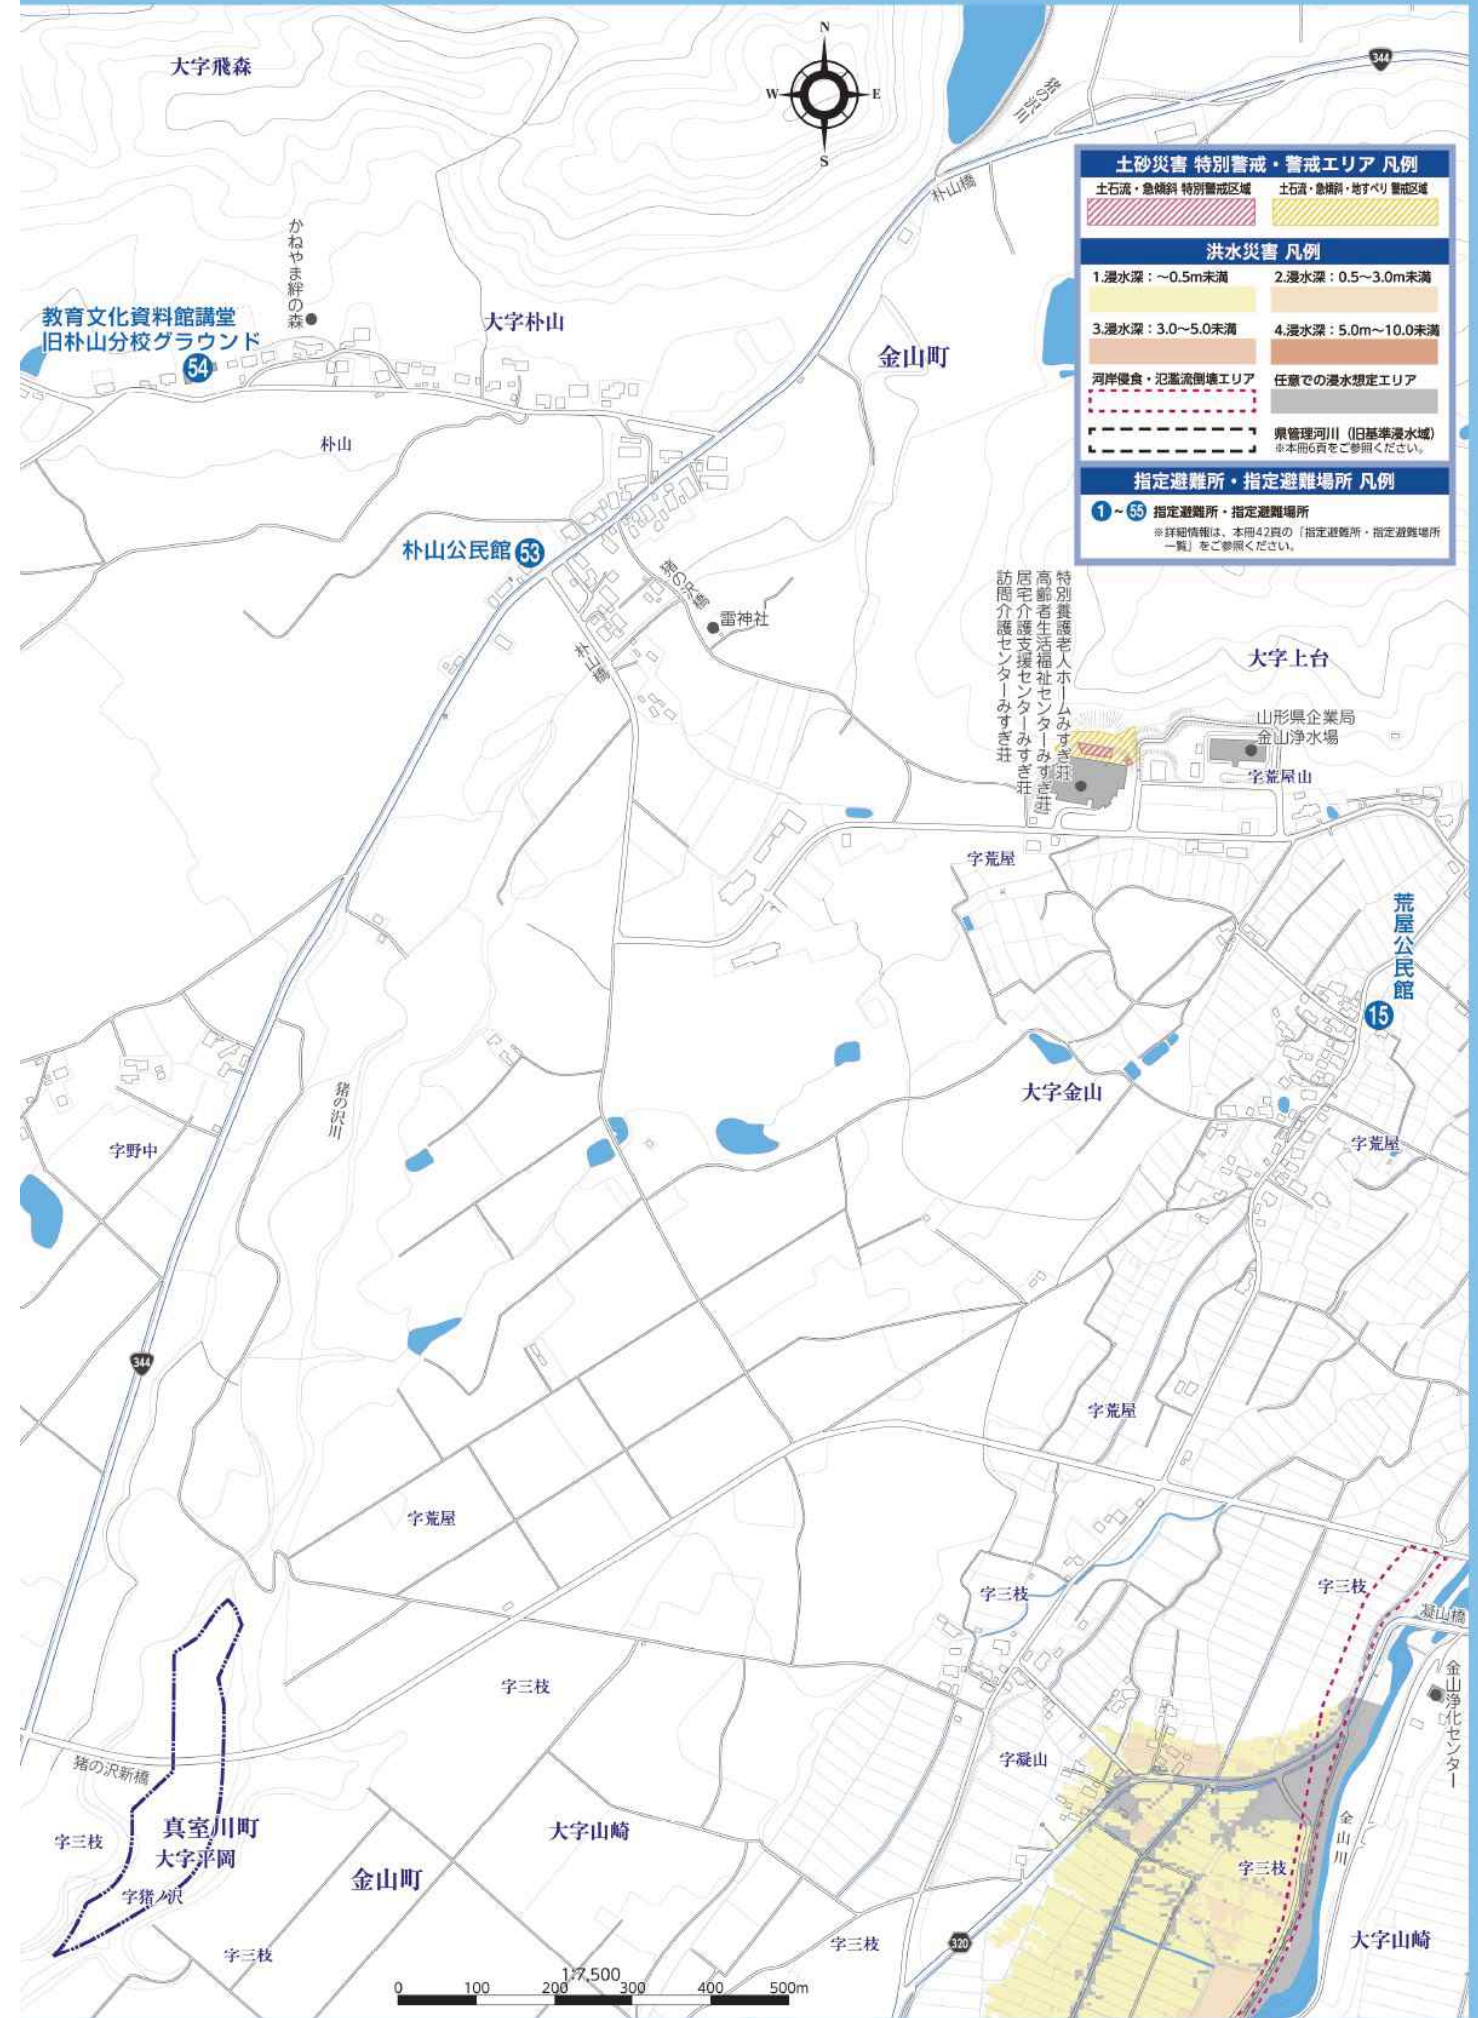 大字飛森
N
W
E
S
猪の沢川
344
朴山橋
土砂災害 特別警戒・警戒エリア 凡例
土石流・急傾斜 特別警戒区域
土石流・急傾斜・地すべり 警戒区域
洪水災害 凡例
1.浸水深：～0.5m未満
2.浸水深：0.5～3.0m未満
3.浸水深：3.0～5.0未満
4.浸水深：5.0m～10.0未満
河岸侵食・氾濫流倒壊エリア
任意での浸水想定エリア
県管理河川（旧基準浸水域）
※本冊6頁をご参照ください。
指定避難所・指定避難場所 凡例
1～55 指定避難所・指定避難場所
※詳細情報は、本冊42頁の「指定避難所・指定避難場所
一覧」をご参照ください。
かねやま絆の森
教育文化資料館講堂
旧朴山分校グラウンド
54
大字朴山
金山町
朴山
朴山公民館 53
猪の沢橋
雷神社
朴山橋
特別養護老人ホームみすぎ荘
高齢者生活福祉センターみすぎ荘
居宅介護支援センターみすぎ荘
訪問介護センターみすぎ荘
大字上台
山形県企業局
金山浄水場
字荒屋山
字荒屋
荒屋公民館
15
大字金山
猪の沢川
字野中
字荒屋
344
字荒屋
字荒屋
字三枝
字三枝
凝山橋
金山浄化センター
字三枝
字凝山
猪の沢新橋
字三枝
真室川町
大字平岡
字猪ノ沢
大字山崎
金山町
金山川
字三枝
大字山崎
字三枝
字三枝
320
1:7,500
0
100
200
300
400
500m